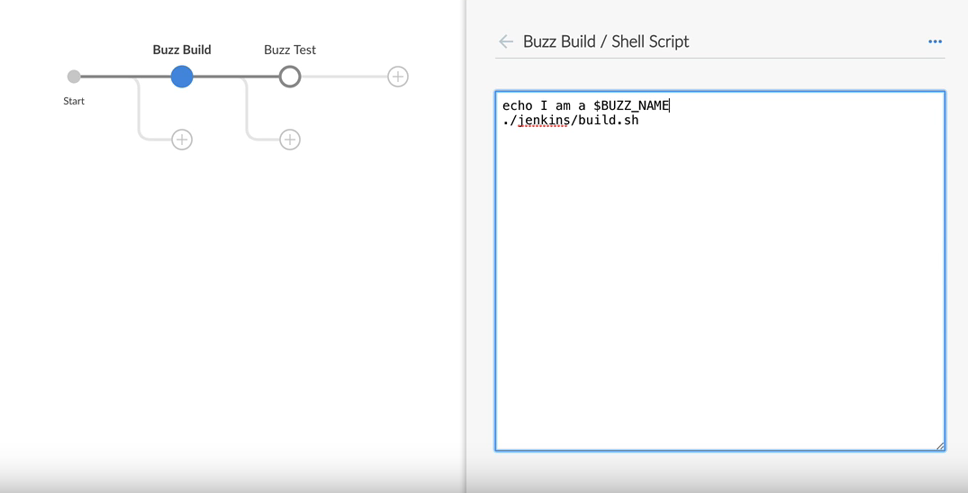 Buzz Build
Buzz Test
Start
Buzz Build / Shell Script
echo I am a $BUZZ_NAME
./jenkins/build.sh